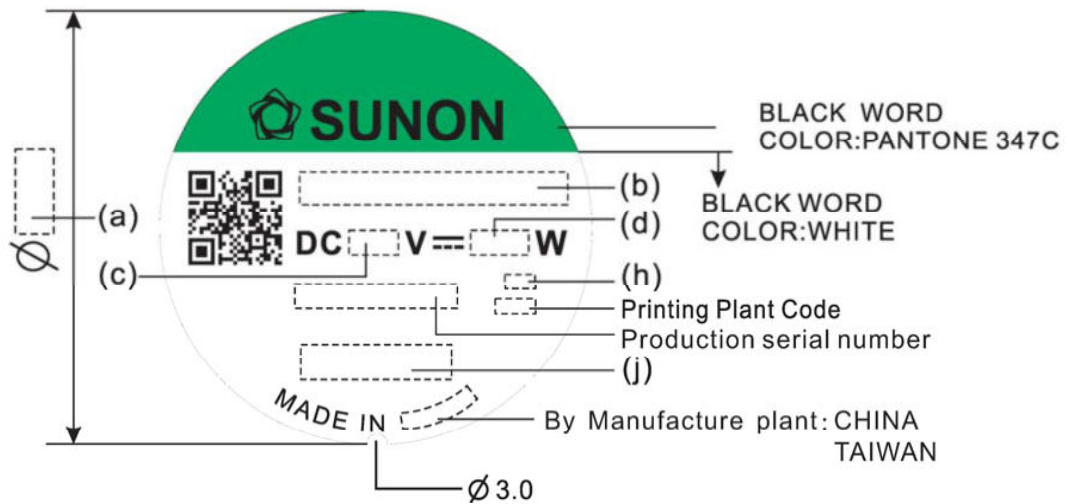 SUNON
BLACK WORD
COLOR:PANTONE 347C
(a)
(b)
BLACK WORD
COLOR:WHITE
(c)
DC V W
(d)
(h)
Printing Plant Code
Production serial number
(j)
MADE IN
By Manufacture plant: CHINA
TAIWAN
Ø
Ø 3.0